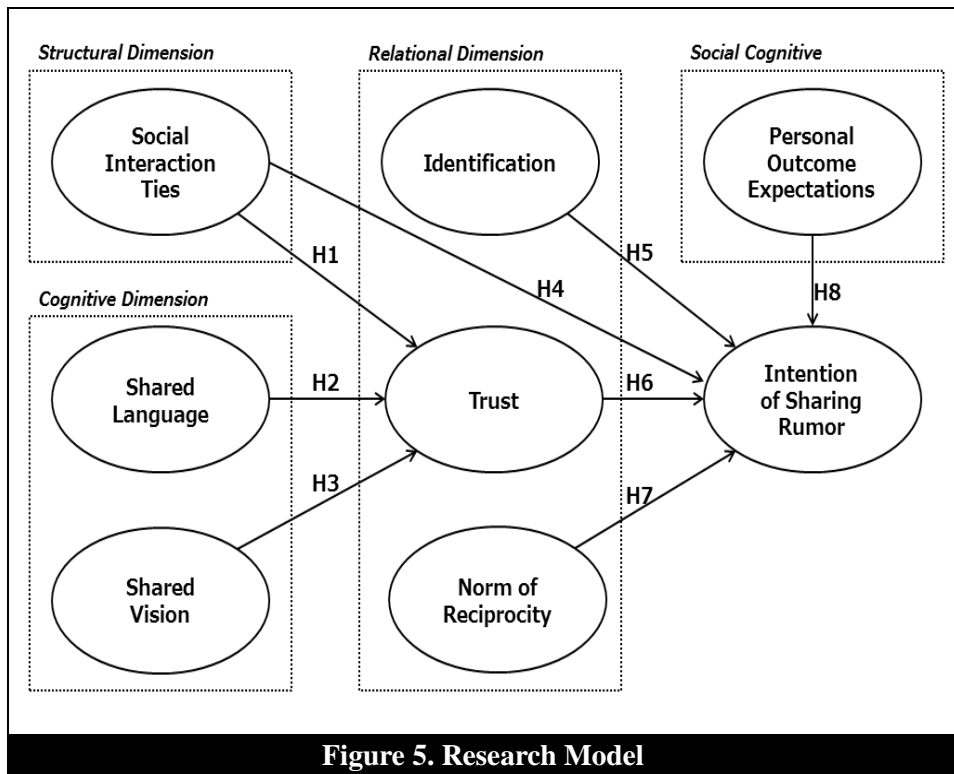 Structural Dimension
Relational Dimension
Social Cognitive
Social
Interaction
Ties
Identification
Personal
Outcome
Expectations
H1
H5
H4
H8
Cognitive Dimension
Shared
Language
H2
Trust
H6
Intention
of Sharing
Rumor
H3
H7
Shared
Vision
Norm of
Reciprocity
Figure 5. Research Model